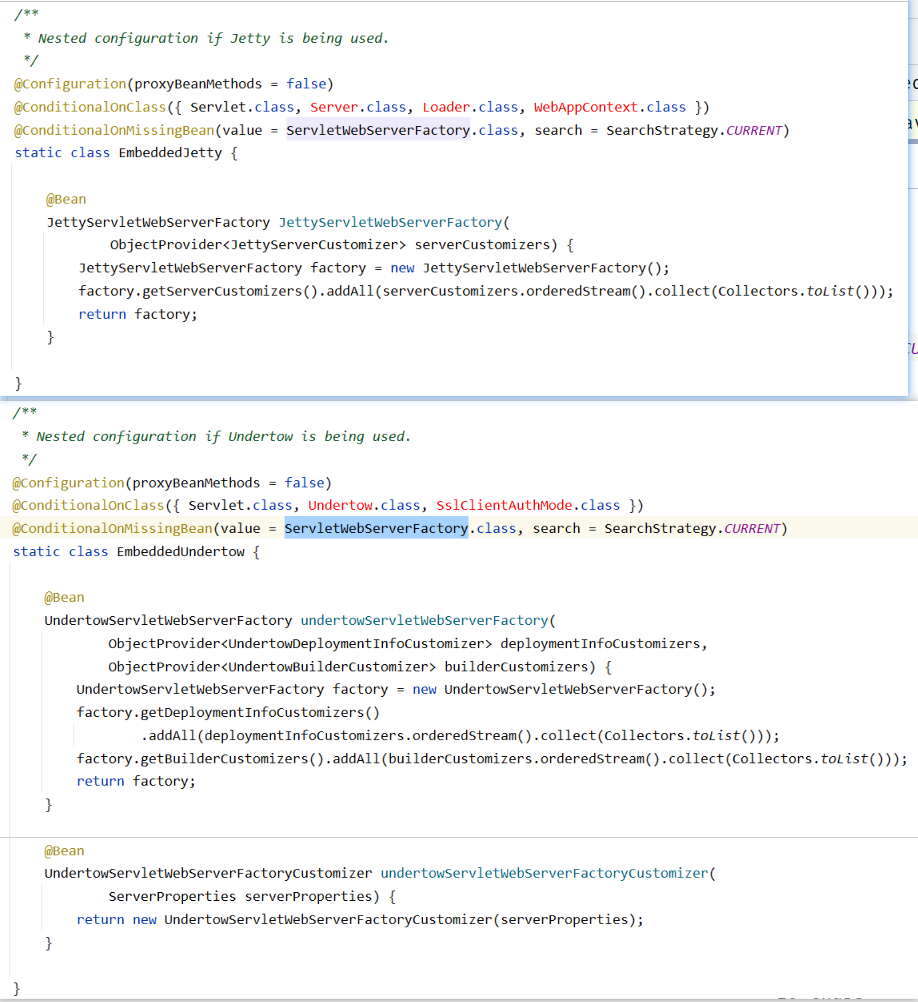 /**
 * Nested configuration if Jetty is being used.
 */
@Configuration(proxyBeanMethods = false)
@ConditionalOnClass({ Servlet.class, Server.class, Loader.class, WebAppContext.class })
@ConditionalOnMissingBean(value = ServletWebServerFactory.class, search = SearchStrategy.CURRENT)
static class EmbeddedJetty {
@Bean
JettyServletWebServerFactory JettyServletWebServerFactory(
ObjectProvider<JettyServerCustomizer> serverCustomizers) {
JettyServletWebServerFactory factory = new JettyServletWebServerFactory();
factory.getServerCustomizers().addAll(serverCustomizers.orderedStream().collect(Collectors.toList()));
return factory;
}
}
/**
 * Nested configuration if Undertow is being used.
 */
@Configuration(proxyBeanMethods = false)
@ConditionalOnClass({ Servlet.class, Undertow.class, SslClientAuthMode.class })
@ConditionalOnMissingBean(value = ServletWebServerFactory.class, search = SearchStrategy.CURRENT)
static class EmbeddedUndertow {
@Bean
UndertowServletWebServerFactory undertowServletWebServerFactory(
ObjectProvider<UndertowDeploymentInfoCustomizer> deploymentInfoCustomizers,
ObjectProvider<UndertowBuilderCustomizer> builderCustomizers) {
UndertowServletWebServerFactory factory = new UndertowServletWebServerFactory();
factory.getDeploymentInfoCustomizers()
.addAll(deploymentInfoCustomizers.orderedStream().collect(Collectors.toList()));
factory.getBuilderCustomizers().addAll(builderCustomizers.orderedStream().collect(Collectors.toList()));
return factory;
}
@Bean
UndertowServletWebServerFactoryCustomizer undertowServletWebServerFactoryCustomizer(
ServerProperties serverProperties) {
return new UndertowServletWebServerFactoryCustomizer(serverProperties);
}
}